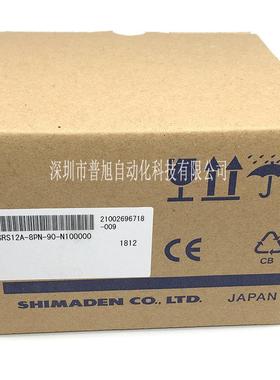 深圳市普旭自动化科技有限公司
SRS12A-8PN-90-N100000
21002696718
-009
1812
CE
CB
SHIMADEN CO., LTD.
JAPAN